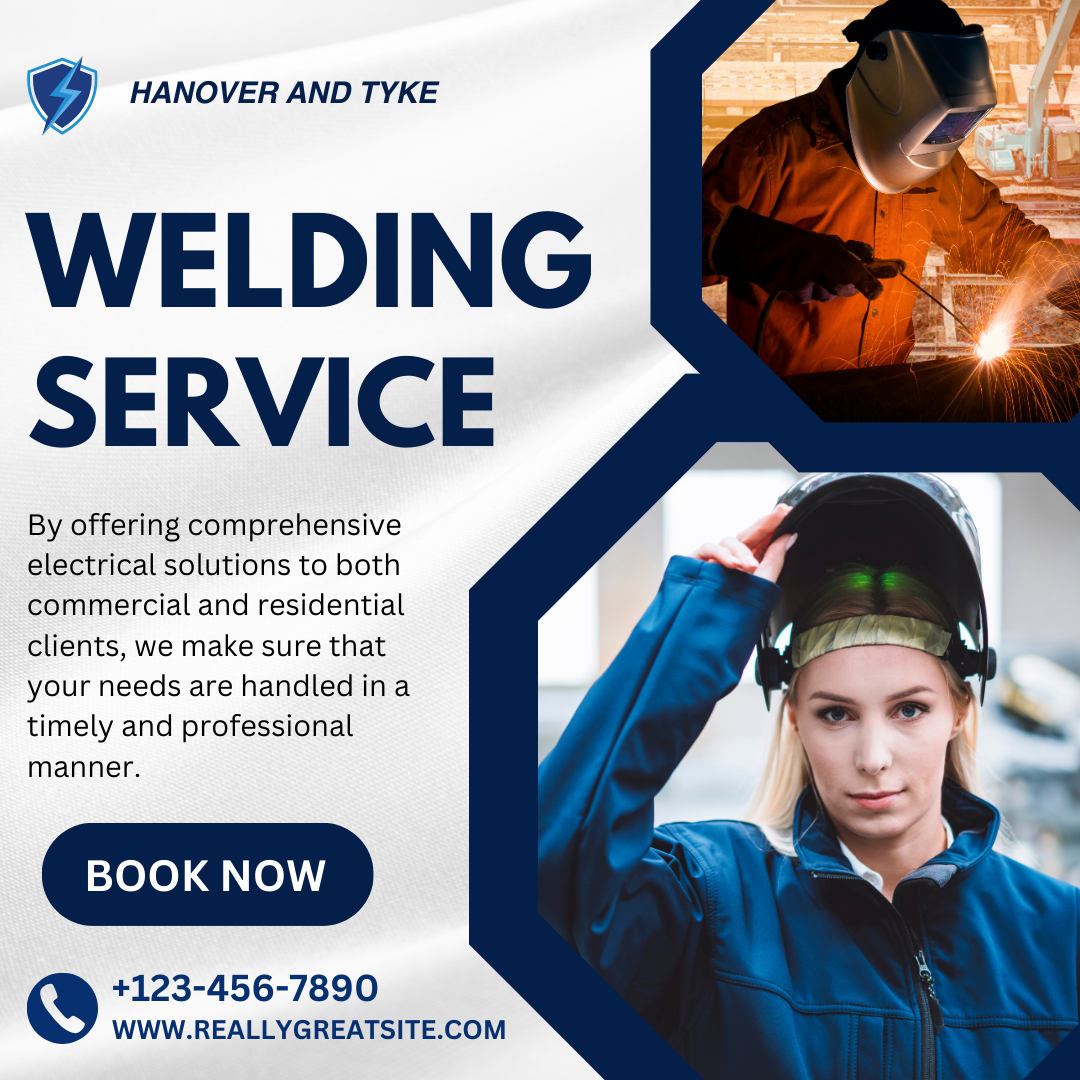 HANOVER AND TYKE
WELDING
SERVICE
By offering comprehensive
electrical solutions to both
commercial and residential
clients, we make sure that
your needs are handled in a
timely and professional
manner.
BOOK NOW
+123-456-7890
WWW.REALLYGREATSITE.COM